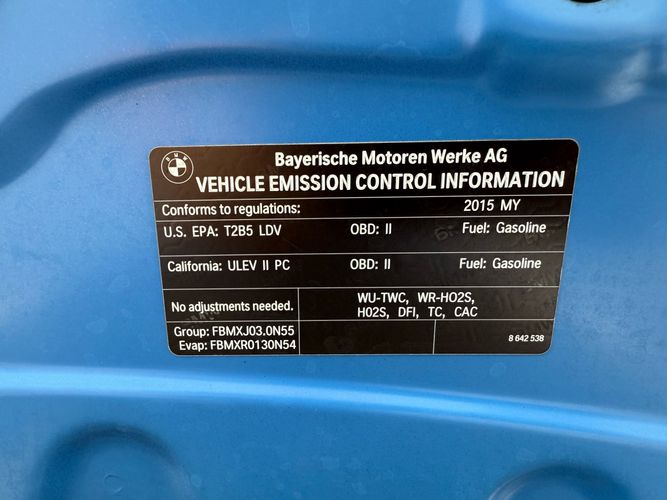 BMW
Bayerische Motoren Werke AG
VEHICLE EMISSION CONTROL INFORMATION
Conforms to regulations: 2015 MY
U.S. EPA: T2B5 LDV OBD: II Fuel: Gasoline
California: ULEV II PC OBD: II Fuel: Gasoline
No adjustments needed. WU-TWC, WR-HO2S,
HO2S, DFI, TC, CAC
Group: FBMXJ03.0N55
Evap: FBMXR0130N54 8 642 538